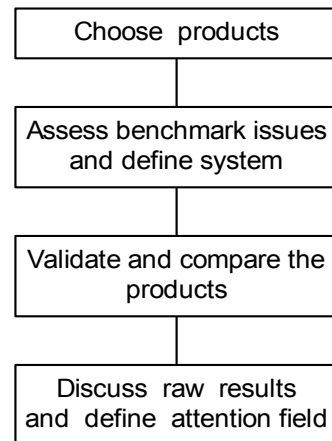 Choose products
Assess benchmark issues
and define system
Validate and compare the
products
Discuss raw results
and define attention field